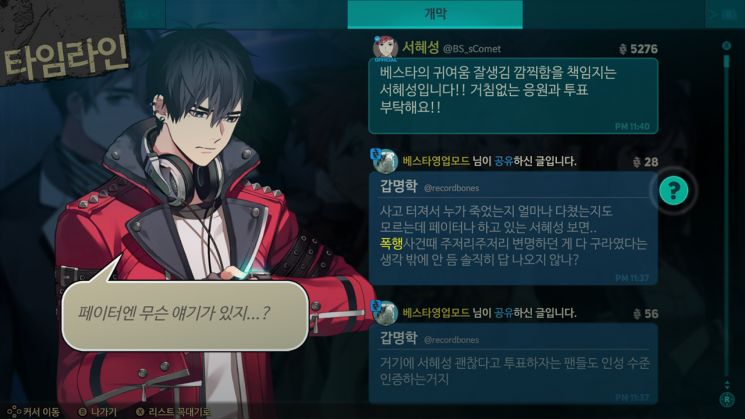 개막
타임라인
서혜성 @BS_sComet
5276
OFFICIAL
베스타의 귀여움 잘생김 깜찍함을 책임지는
서혜성입니다!! 거침없는 응원과 투표
부탁해요!!
PM 11:40
베스타영업모드 님이 공유하신 글입니다.
28
갑명학 @recordbones
사고 터져서 누가 죽었는지 얼마나 다쳤는지도
모르는데 페이터나 하고 있는 서혜성 보면..
폭행사건때 주저리주저리 변명하던 게 다 구라였다는
생각 밖에 안 듬 솔직히 답 나오지 않나?
PM 11:37
?
베스타영업모드 님이 공유하신 글입니다.
56
갑명학 @recordbones
거기에 서혜성 괜찮다고 투표하자는 팬들도 인성 수준
인증하는거지
PM 11:37
페이터엔 무슨 얘기가 있지...?
커서 이동 B 나가기 X 리스트 꼭대기로
R